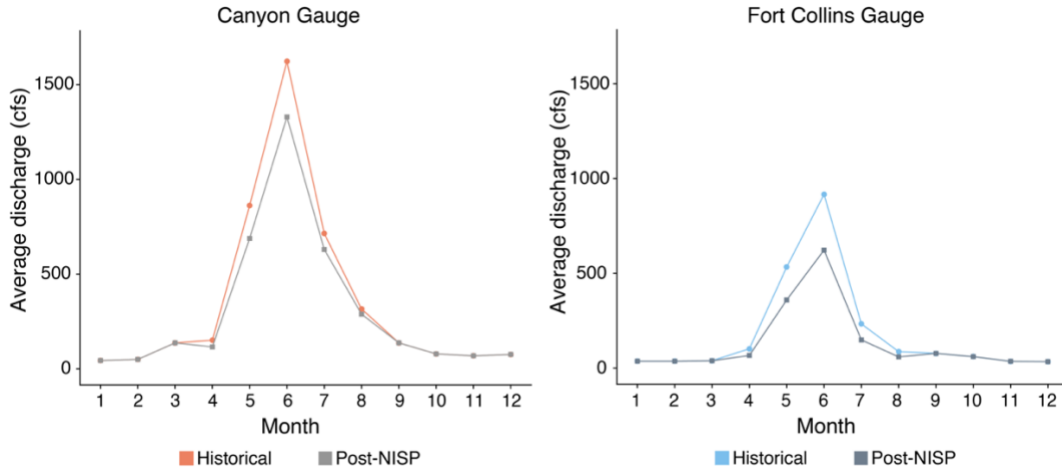 Canyon Gauge
Average discharge (cfs)
1500
1000
500
0
1 2 3 4 5 6 7 8 9 10 11 12
Month
Historical Post-NISP
Fort Collins Gauge
Average discharge (cfs)
1500
1000
500
0
1 2 3 4 5 6 7 8 9 10 11 12
Month
Historical Post-NISP